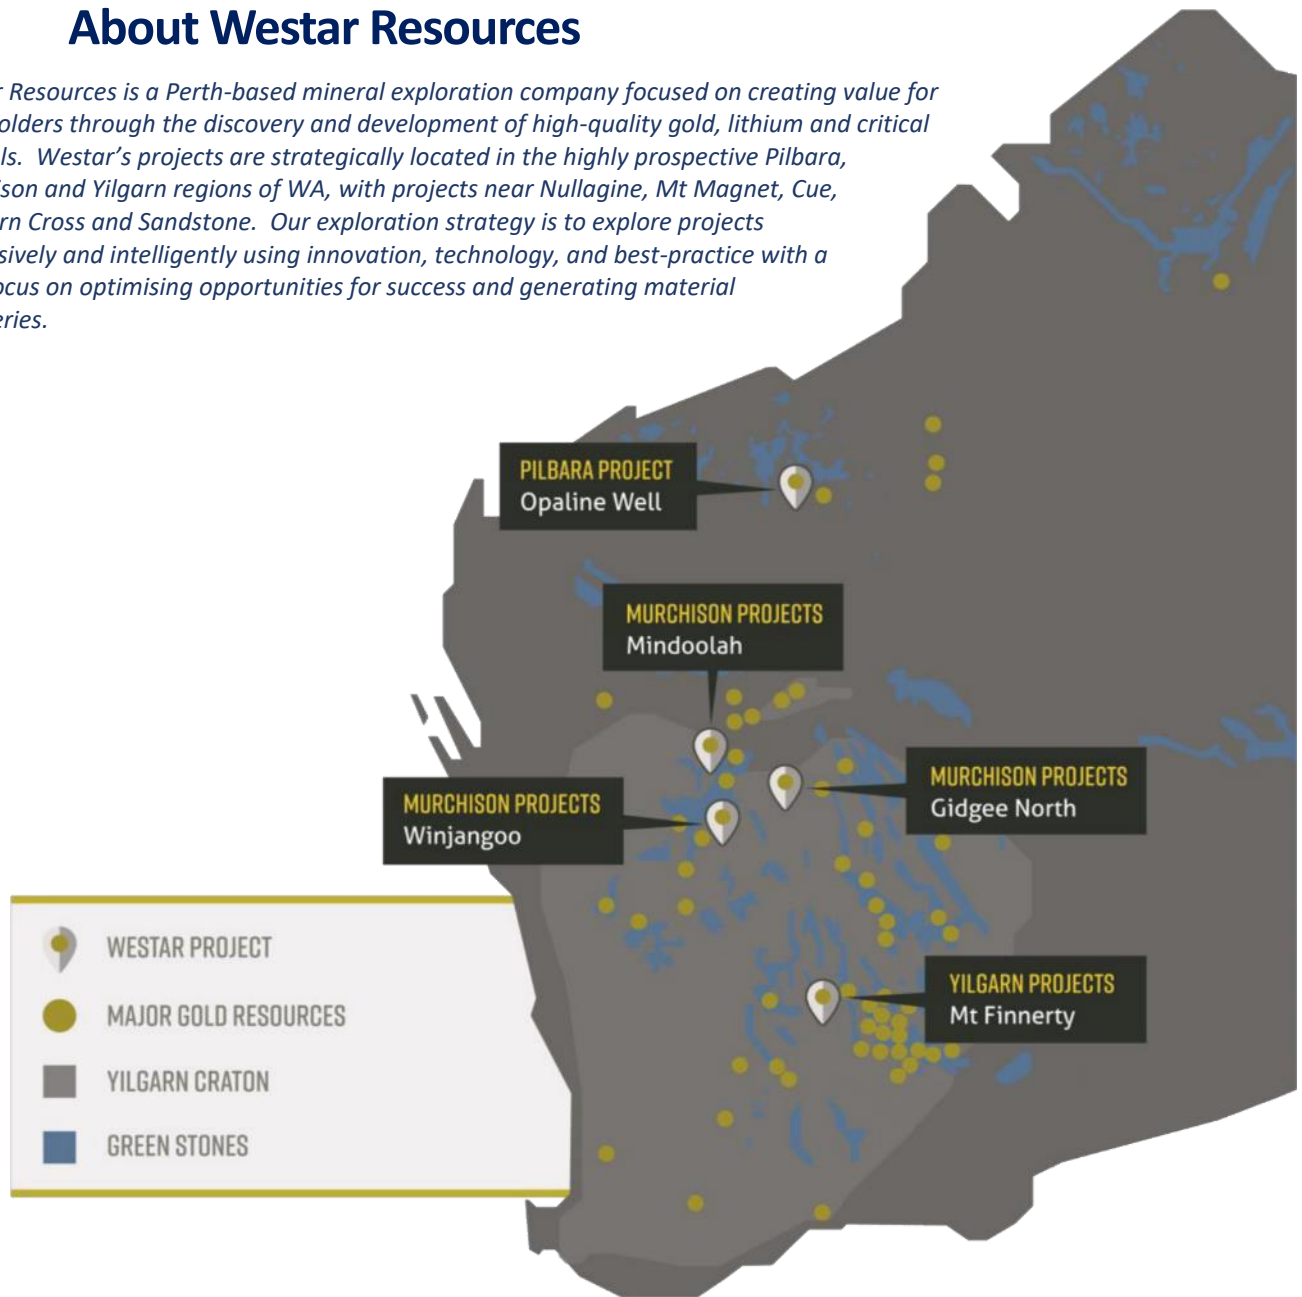 About Westar Resources
r Resources is a Perth-based mineral exploration company focused on creating value for
olders through the discovery and development of high-quality gold, lithium and critical
ls. Westar's projects are strategically located in the highly prospective Pilbara,
ison and Yilgarn regions of WA, with projects near Nullagine, Mt Magnet, Cue,
rn Cross and Sandstone. Our exploration strategy is to explore projects
sively and intelligently using innovation, technology, and best-practice with a
ocus on optimising opportunities for success and generating material
eries.
PILBARA PROJECT
Opaline Well
MURCHISON PROJECTS
Mindoolah
MURCHISON PROJECTS
Gidgee North
MURCHISON PROJECTS
Winjangoo
YILGARN PROJECTS
Mt Finnerty
WESTAR PROJECT
MAJOR GOLD RESOURCES
YILGARN CRATON
GREEN STONES